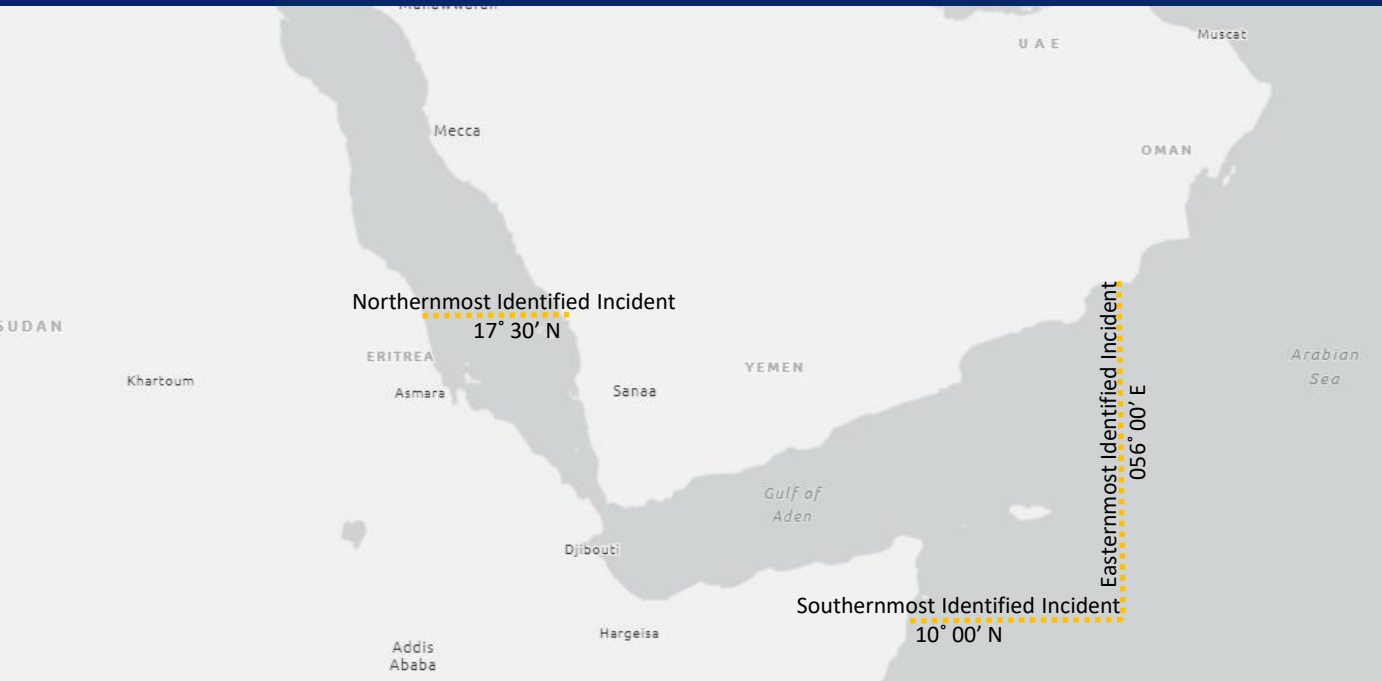 UAE
Muscat
Mecca
OMAN
Northernmost Identified Incident
17° 30’ N
SUDAN
ERITREA
Khartoum
Asmara
Sanaa
YEMEN
Arabian
Sea
Easternmost Identified Incident
056° 00’ E
Gulf of
Aden
Djibouti
Southernmost Identified Incident
10° 00’ N
Hargeisa
Addis
Ababa